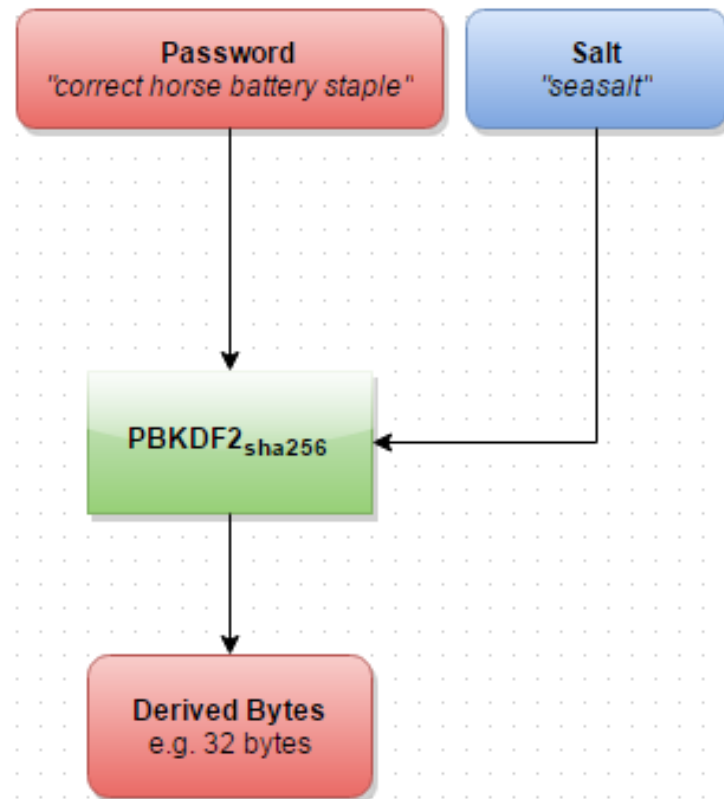 Password
"correct horse battery staple"
Salt
"seasalt"
PBKDF2sha256
Derived Bytes
e.g. 32 bytes